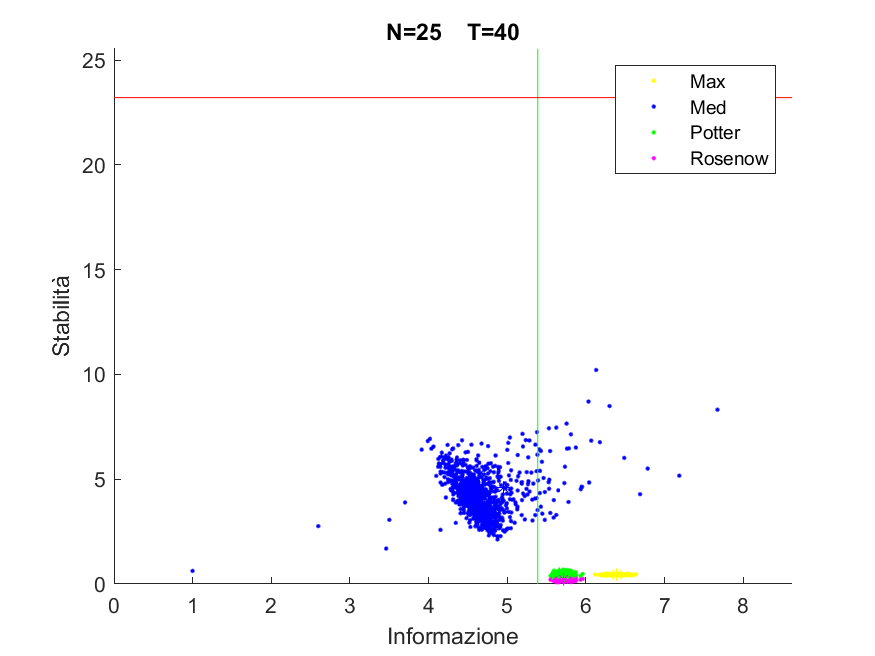 N=25 T=40
25
20
15
10
5
0
Stabilità
Max
Med
Potter
Rosenow
0 1 2 3 4 5 6 7 8
Informazione